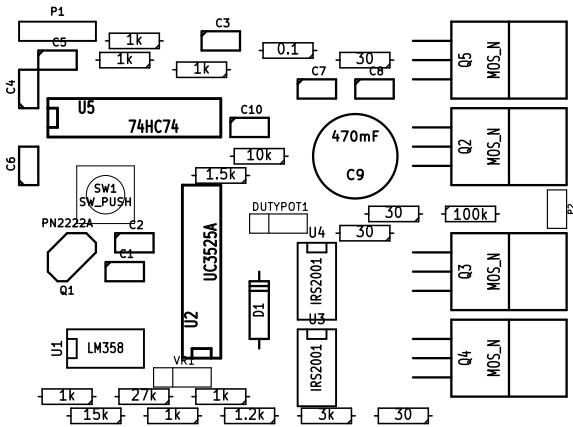 P1
C3
1k
C5
1k
0.1
30
Q5
MOS_N
1k
C4
C7
C8
U5
74HC74
C10
470mF
C9
Q2
MOS_N
C6
10k
1.5k
SW1
SW_PUSH
DUTYPOT1
30
100k
P2
PN2222A
C2
30
U4
UC3525A
U2
C1
Q1
IRS2001
D1
Q3
MOS_N
U3
U1
LM358
IRS2001
Q4
MOS_N
VR1
1k
27k
1k
15k
1k
1.2k
3k
30